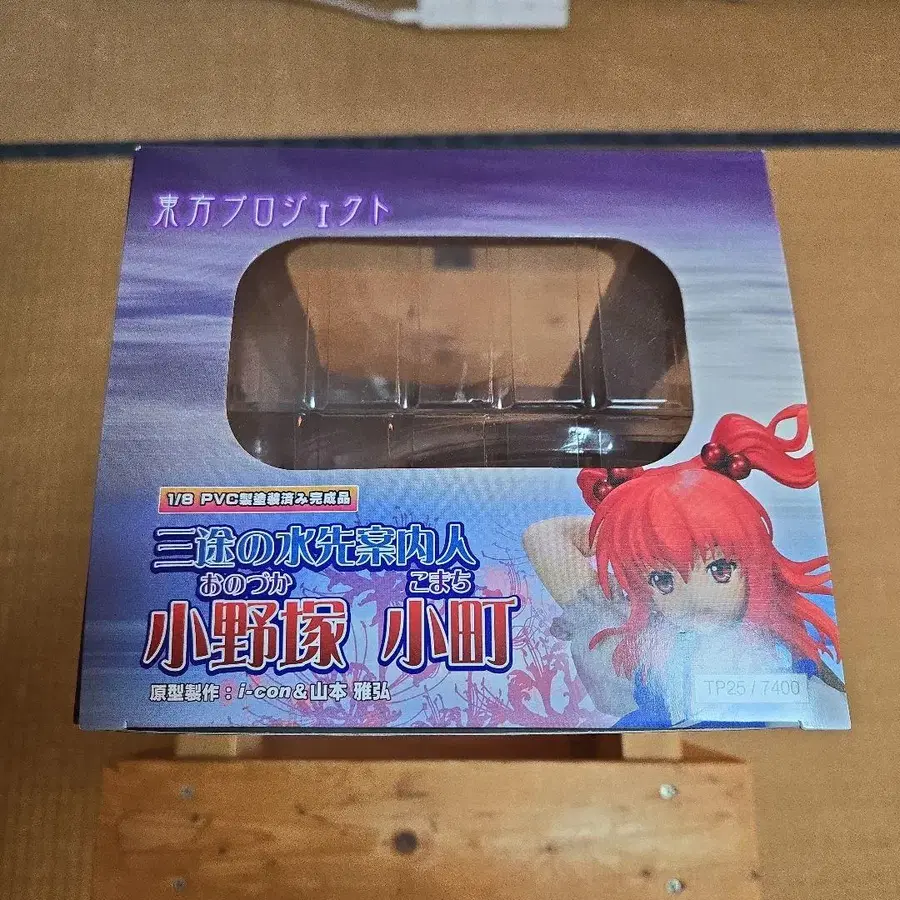 東方プロジェクト
1/8 PVC製塗装済み完成品
三途の水先案内人
おのづか こまち
小野塚 小町
原型製作：i-con＆山本 雅弘
TP25 / 7400